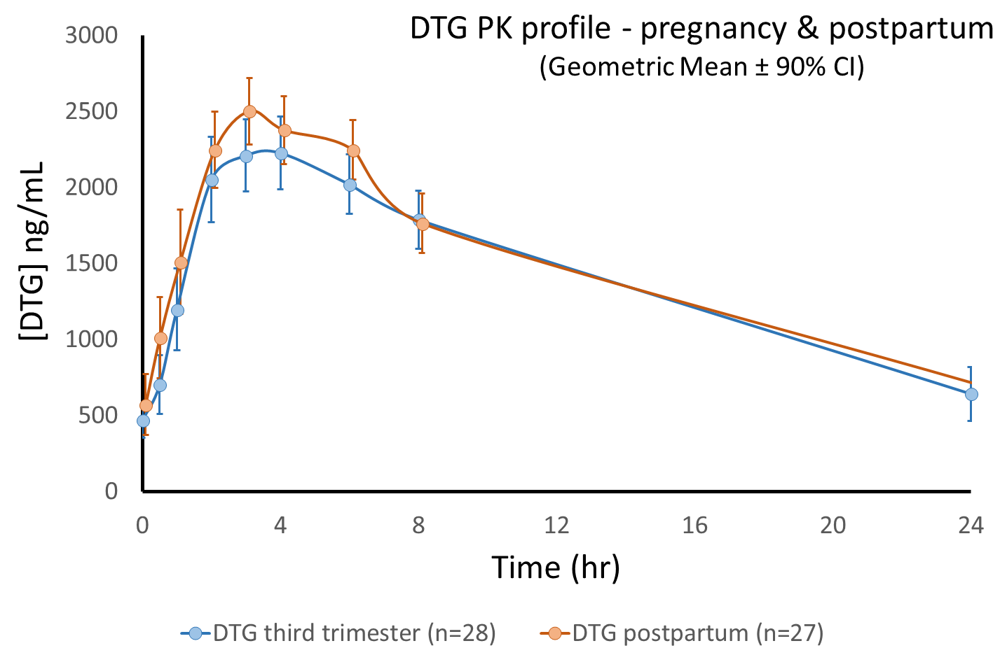 DTG PK profile - pregnancy & postpartum
(Geometric Mean ± 90% CI)
3000
2500
2000
1500
1000
500
0
[DTG] ng/mL
0 4 8 12 16 20 24
Time (hr)
DTG third trimester (n=28) DTG postpartum (n=27)